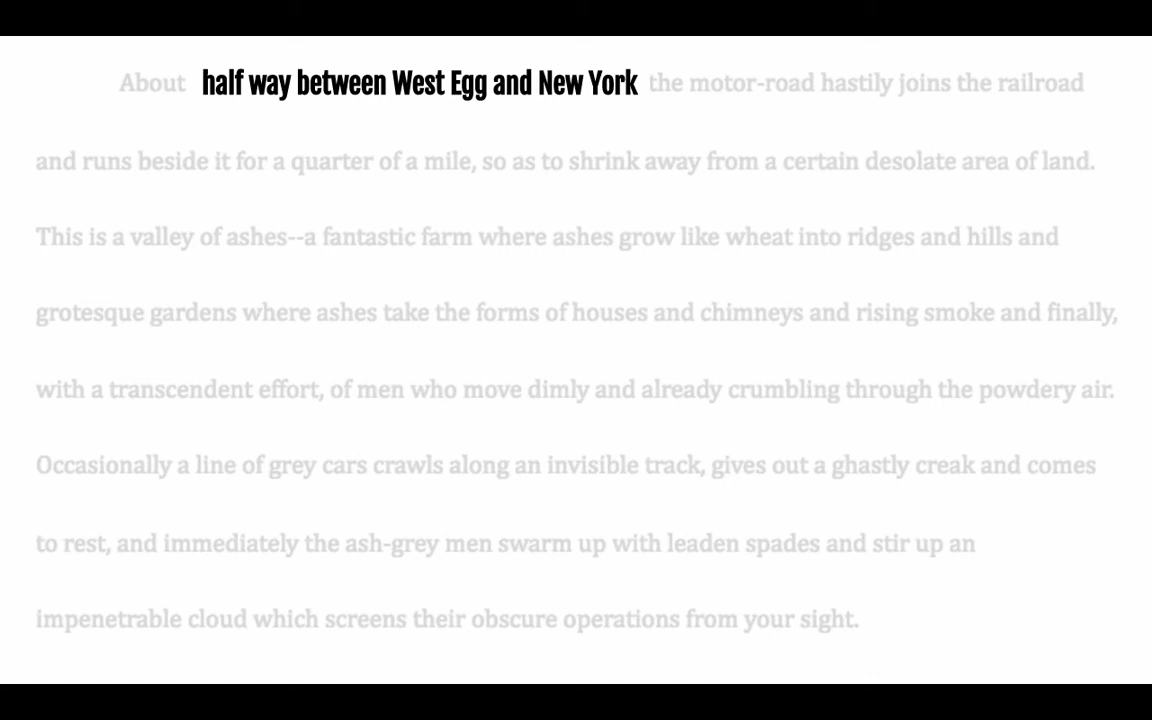 About half way between West Egg and New York the motor-road hastily joins the railroad
and runs beside it for a quarter of a mile, so as to shrink away from a certain desolate area of land.
This is a valley of ashes--a fantastic farm where ashes grow like wheat into ridges and hills and
grotesque gardens where ashes take the forms of houses and chimneys and rising smoke and finally,
with a transcendent effort, of men who move dimly and already crumbling through the powdery air.
Occasionally a line of grey cars crawls along an invisible track, gives out a ghastly creak and comes
to rest, and immediately the ash-grey men swarm up with leaden spades and stir up an
impenetrable cloud which screens their obscure operations from your sight.